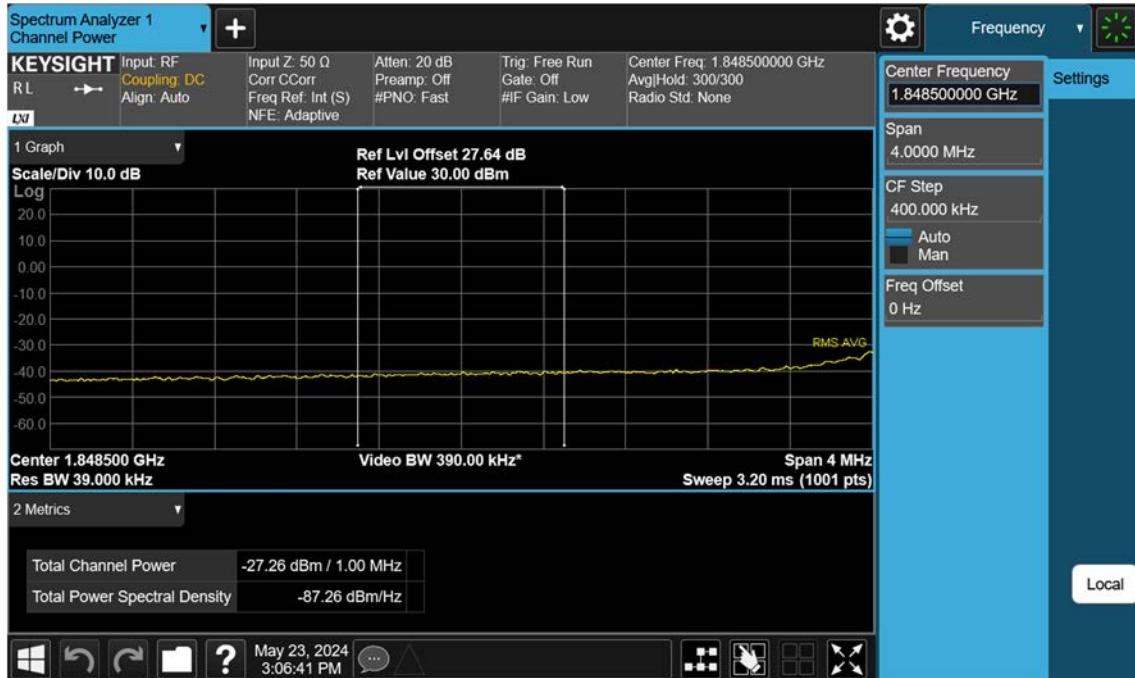 Spectrum Analyzer 1
Channel Power
Frequency
KEYSIGHT
R L
LXI
Input: RF
Coupling: DC
Align: Auto
Input Z: 50 Ω
Corr CCorr
Freq Ref: Int (S)
NFE: Adaptive
Atten: 20 dB
Preamp: Off
#PNO: Fast
Trig: Free Run
Gate: Off
#IF Gain: Low
Center Freq: 1.848500000 GHz
Avg|Hold: 300/300
Radio Std: None
1 Graph
Scale/Div 10.0 dB
Ref Lvl Offset 27.64 dB
Ref Value 30.00 dBm
Log
20.0
10.0
0.00
-10.0
-20.0
-30.0
-40.0
-50.0
-60.0
RMS AVG
Center 1.848500 GHz
Video BW 390.00 kHz*
Span 4 MHz
Res BW 39.000 kHz
Sweep 3.20 ms (1001 pts)
2 Metrics
Total Channel Power -27.26 dBm / 1.00 MHz
Total Power Spectral Density -87.26 dBm/Hz
Center Frequency
1.848500000 GHz
Settings
Span
4.0000 MHz
CF Step
400.000 kHz
Auto
Man
Freq Offset
0 Hz
Local
?
May 23, 2024
3:06:41 PM